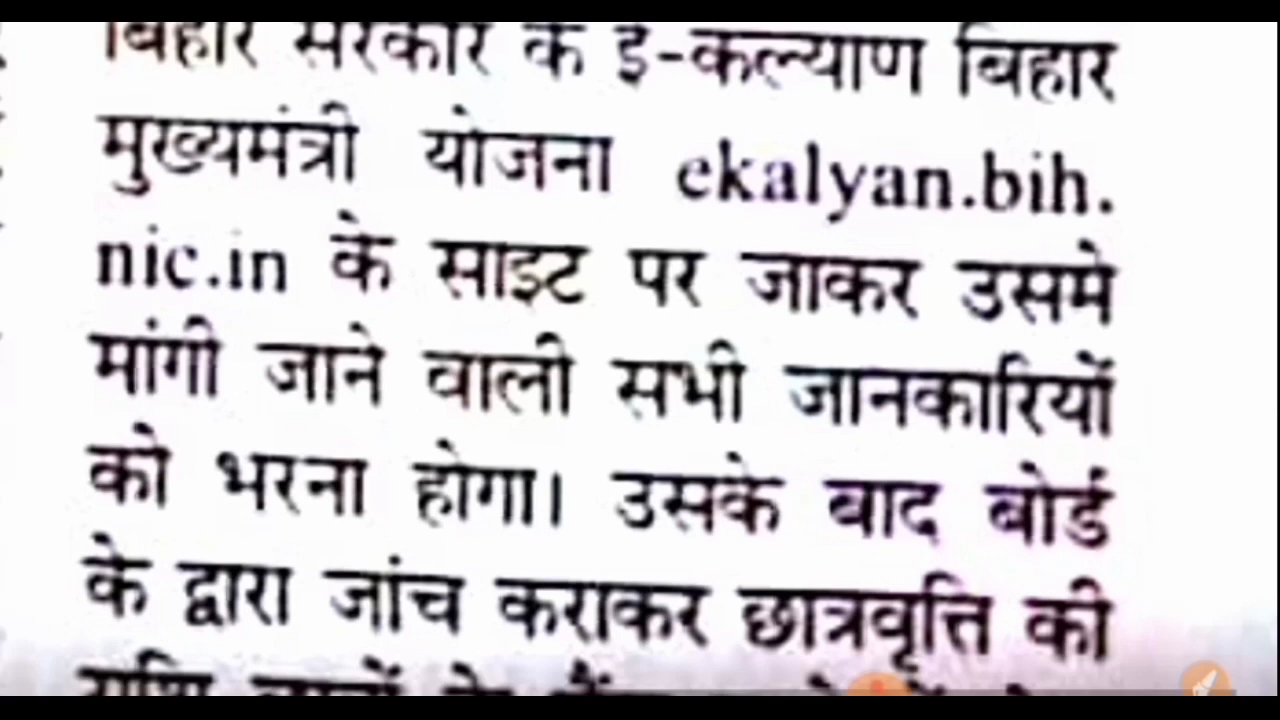 बिहार सरकार के इ-कल्याण बिहार
मुख्यमंत्री योजना ekalyan.bih.
nic.in के साइट पर जाकर उसमे
मांगी जाने वाली सभी जानकारियों
को भरना होगा। उसके बाद बोर्ड
के द्वारा जांच कराकर छात्रवृत्ति की